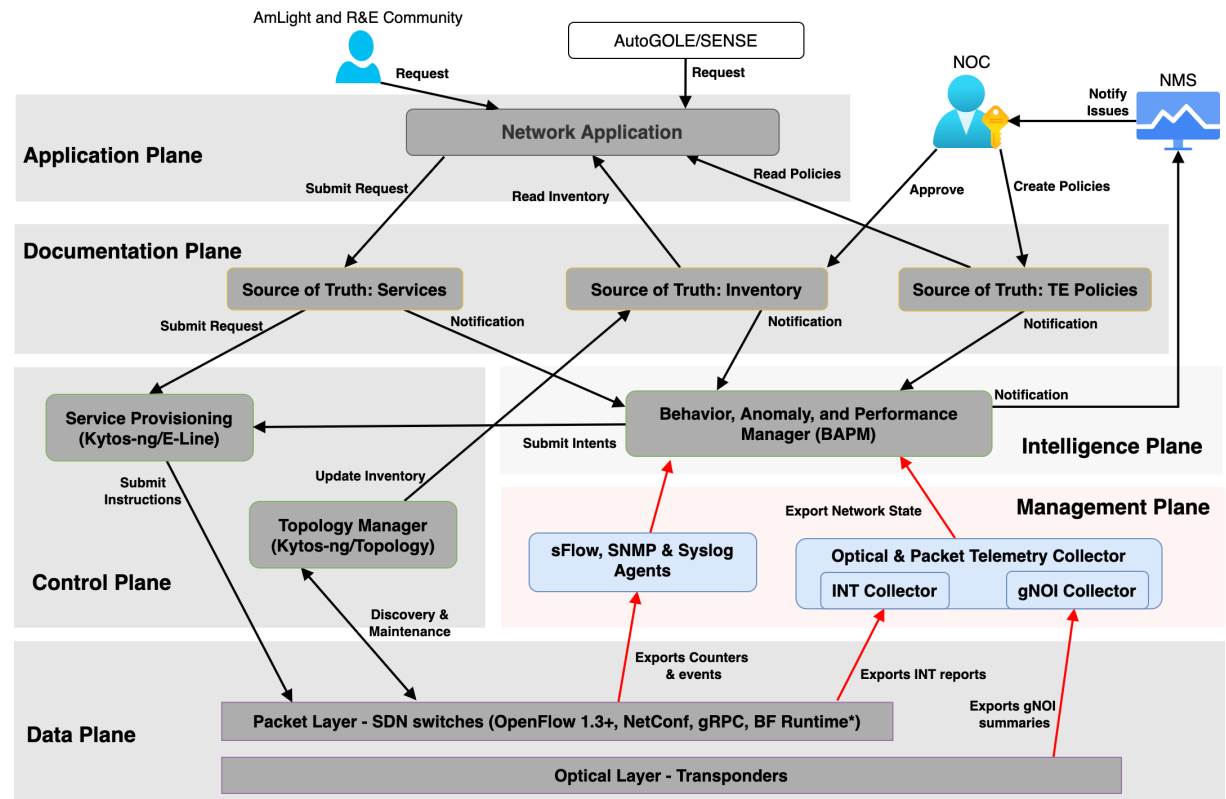 AmLight and R&E Community
AutoGOLE/SENSE
NOC
NMS
Request
Request
Notify
Issues
Network Application
Application Plane
Submit Request
Read Inventory
Read Policies
Approve
Create Policies
Documentation Plane
Source of Truth: Services
Source of Truth: Inventory
Source of Truth: TE Policies
Submit Request
Notification
Notification
Notification
Service Provisioning
(Kytos-ng/E-Line)
Behavior, Anomaly, and Performance
Manager (BAPM)
Notification
Submit Intents
Intelligence Plane
Submit
Instructions
Update Inventory
Export Network State
Management Plane
Topology Manager
(Kytos-ng/Topology)
sFlow, SNMP & Syslog
Agents
Optical & Packet Telemetry Collector
INT Collector
gNOI Collector
Control Plane
Discovery &
Maintenance
Exports Counters
& events
Exports INT reports
Exports gNOI
summaries
Packet Layer - SDN switches (OpenFlow 1.3+, NetConf, gRPC, BF Runtime*)
Data Plane
Optical Layer - Transponders